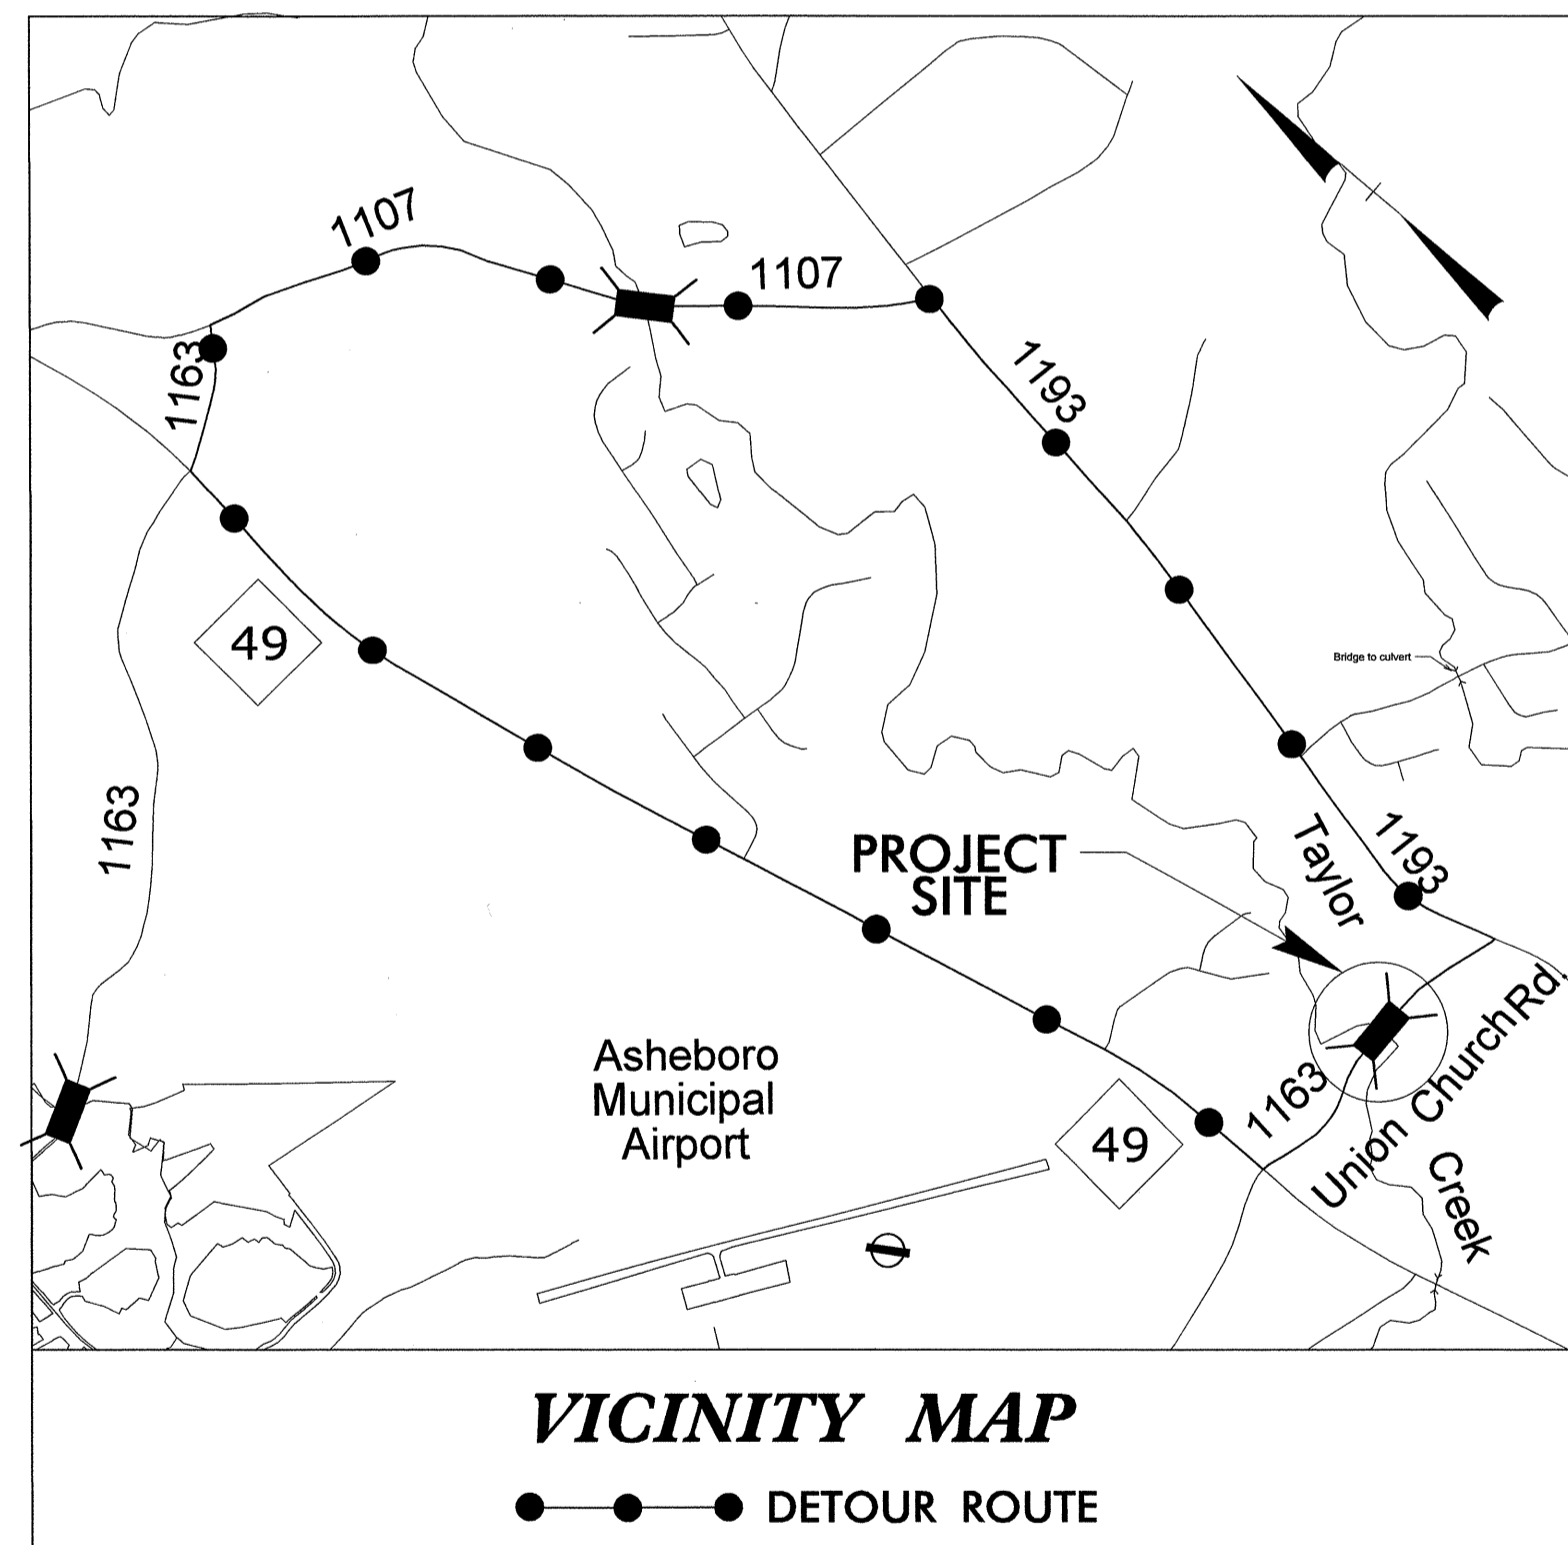 1107
1107
1163
1193
49
Bridge to culvert
1163
PROJECT
SITE
Taylor
1193
Asheboro
Municipal
Airport
49
1163
Union Church Rd.
Creek
VICINITY MAP
DETOUR ROUTE